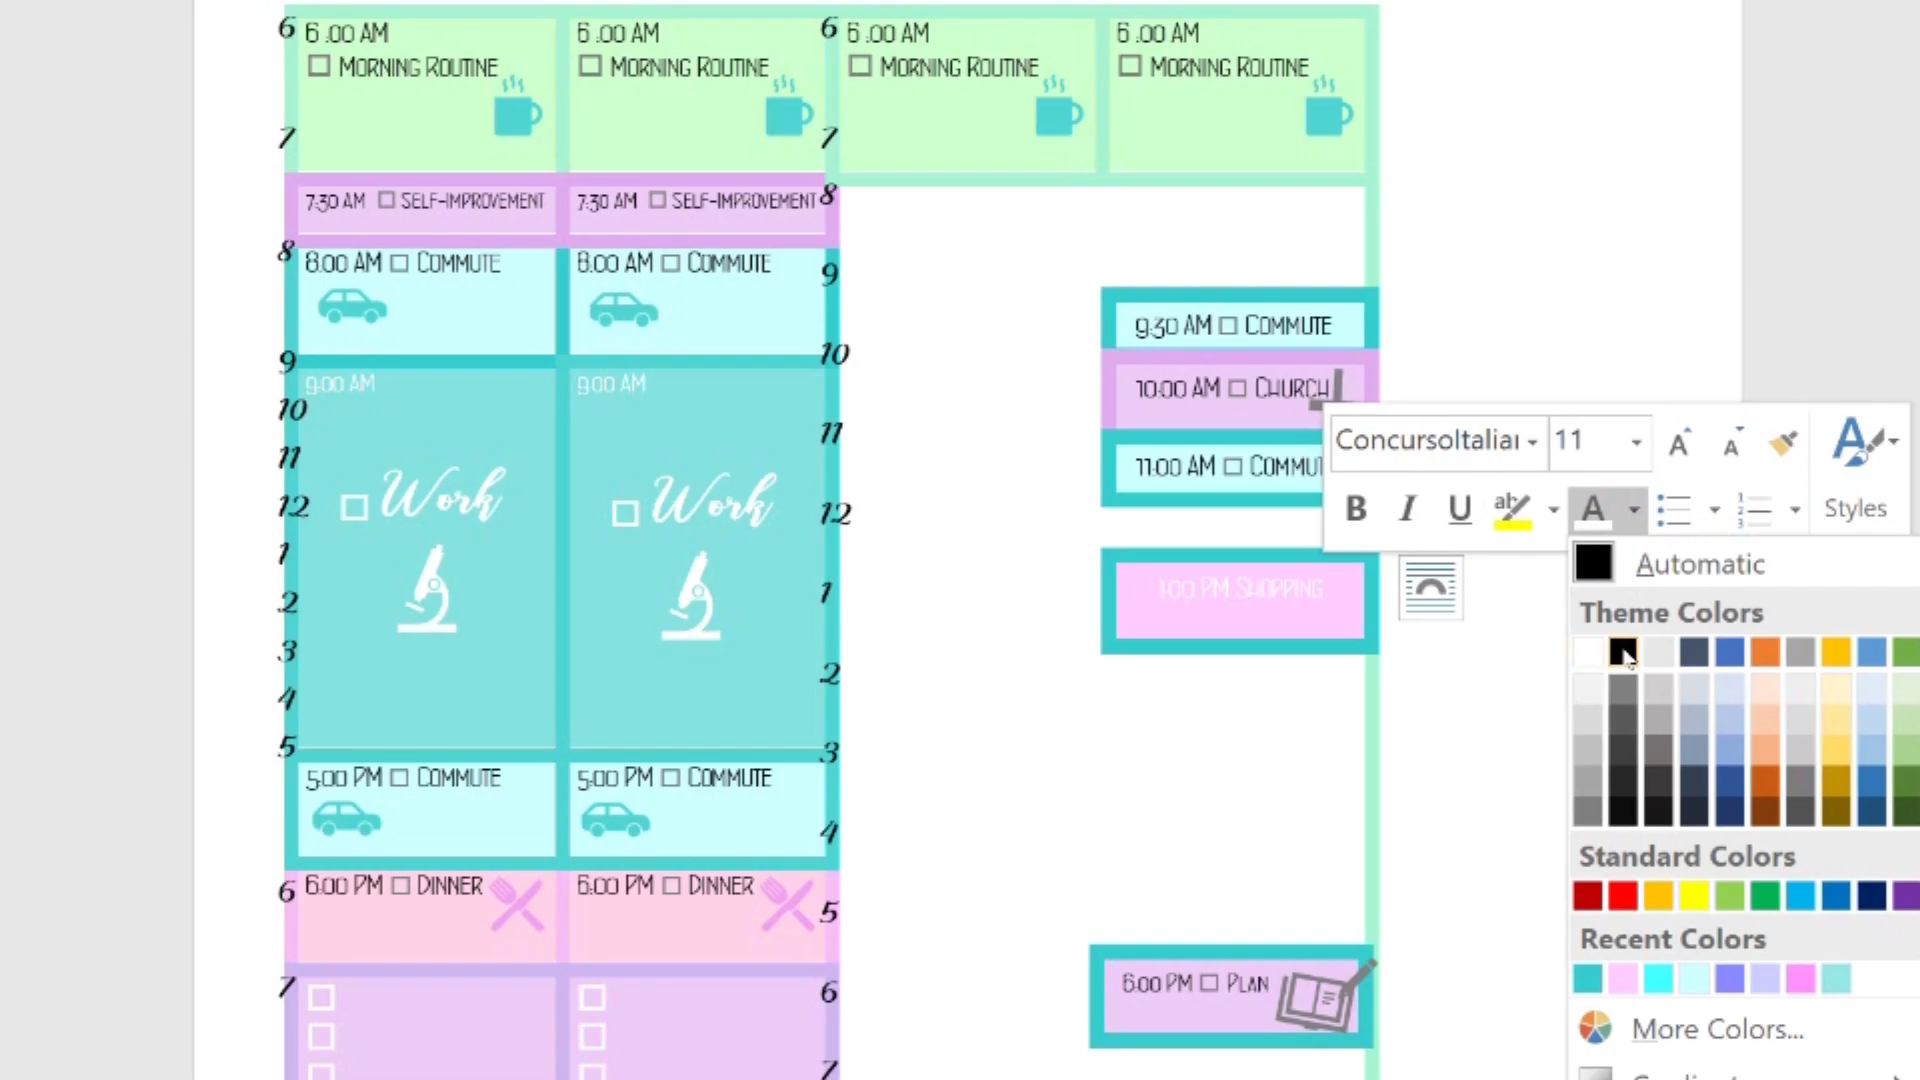 6 6:00 AM 6:00 AM 6 6:00 AM 6:00 AM
Morning Routine Morning Routine Morning Routine Morning Routine
7 7
7:30 AM Self-Improvement 7:30 AM Self-Improvement 8
8 8:00 AM Commute 8:00 AM Commute 9
9:30 AM Commute
9 10
9:00 AM 9:00 AM 10:00 AM Church
10 11
ConcursoItalian 11
11 11:00 AM Commut
Work Work
12 12
B I U A Styles
1 1
Automatic
1:00 PM Shopping
2
Theme Colors
3 2
4
5 3
5:00 PM Commute 5:00 PM Commute
4
Standard Colors
6 6:00 PM Dinner 6:00 PM Dinner 5
Recent Colors
7 6
6:00 PM Plan
More Colors...
7